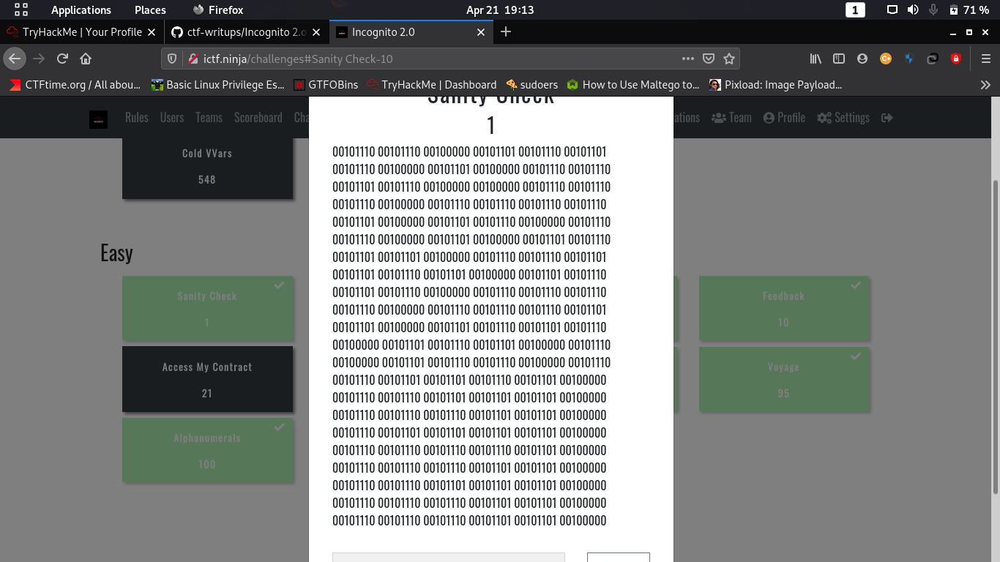 Applications Places Firefox Apr 21 19:13 1 71 %
TryHackMe | Your Profile ctf-writups/Incognito 2.0 Incognito 2.0
ictf.ninja/challenges#Sanity Check-10
CTFtime.org / All abou... Basic Linux Privilege Es... GTFOBins TryHackMe | Dashboard sudoers How to Use Maltego to... Pixload: Image Payload...
Sanity Check
Rules Users Teams Scoreboard Cha ations Team Profile Settings
1
Cold VVars
548
00101110 00101110 00100000 00101101 00101110 00101101
00101110 00100000 00101101 00100000 00101110 00101110
00101101 00101110 00100000 00100000 00101110 00101110
00101110 00100000 00101110 00101110 00101110 00101110
00101101 00100000 00101101 00101110 00100000 00101110
00101110 00100000 00101101 00100000 00101101 00101110
00101101 00101101 00100000 00101110 00101110 00101101
00101101 00101110 00101101 00100000 00101101 00101110
00101101 00101110 00100000 00101110 00101110 00101110
00101110 00100000 00101110 00101110 00101110 00101101
00101101 00100000 00101101 00101110 00101101 00101110
00100000 00101101 00101110 00101101 00100000 00101110
00100000 00101101 00101110 00101110 00100000 00101110
00101110 00101101 00101101 00101110 00101101 00100000
00101110 00101110 00101101 00101101 00101101 00100000
00101110 00101110 00101110 00101101 00101101 00100000
00101110 00101101 00101101 00101101 00101101 00100000
00101110 00101110 00101110 00101110 00101101 00100000
00101110 00101110 00101110 00101101 00101101 00100000
00101110 00101110 00101101 00101101 00101101 00100000
00101110 00101110 00101110 00101101 00101101 00100000
00101110 00101110 00101110 00101101 00101101 00100000
Easy
Sanity Check
1
Feedback
10
Access My Contract
21
Voyage
95
Alphanumerals
100